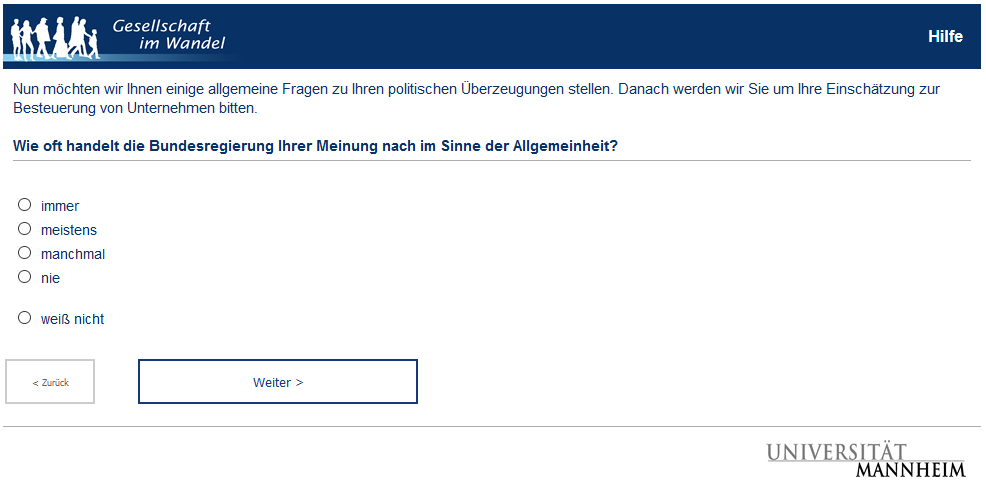 Gesellschaft
im Wandel
Hilfe
Nun möchten wir Ihnen einige allgemeine Fragen zu Ihren politischen Überzeugungen stellen. Danach werden wir Sie um Ihre Einschätzung zur
Besteuerung von Unternehmen bitten.
Wie oft handelt die Bundesregierung Ihrer Meinung nach im Sinne der Allgemeinheit?
immer
meistens
manchmal
nie
weiß nicht
< Zurück
Weiter >
UNIVERSITÄT
MANNHEIM